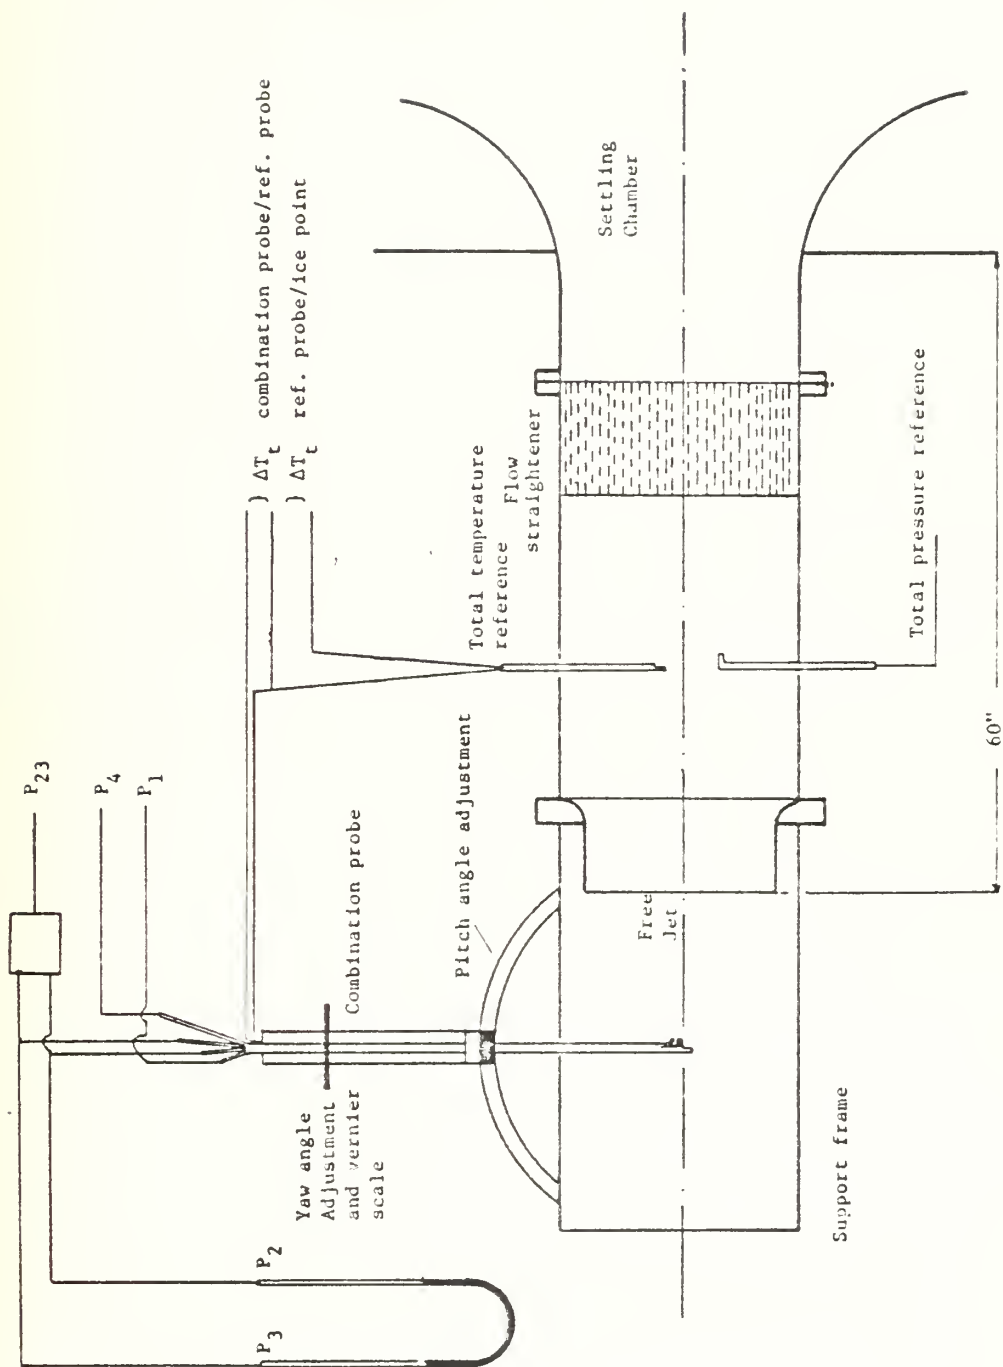 P23
P4
P1
} ΔTt combination probe/ref. probe
} ΔTt ref. probe/ice point
Yaw angle
Adjustment
and vernier
scale
Combination probe
P3
P2
Pitch angle adjustment
Total temperature
reference
Flow
straightener
Settling
Chamber
Free
Jet
Support frame
Total pressure reference
60"